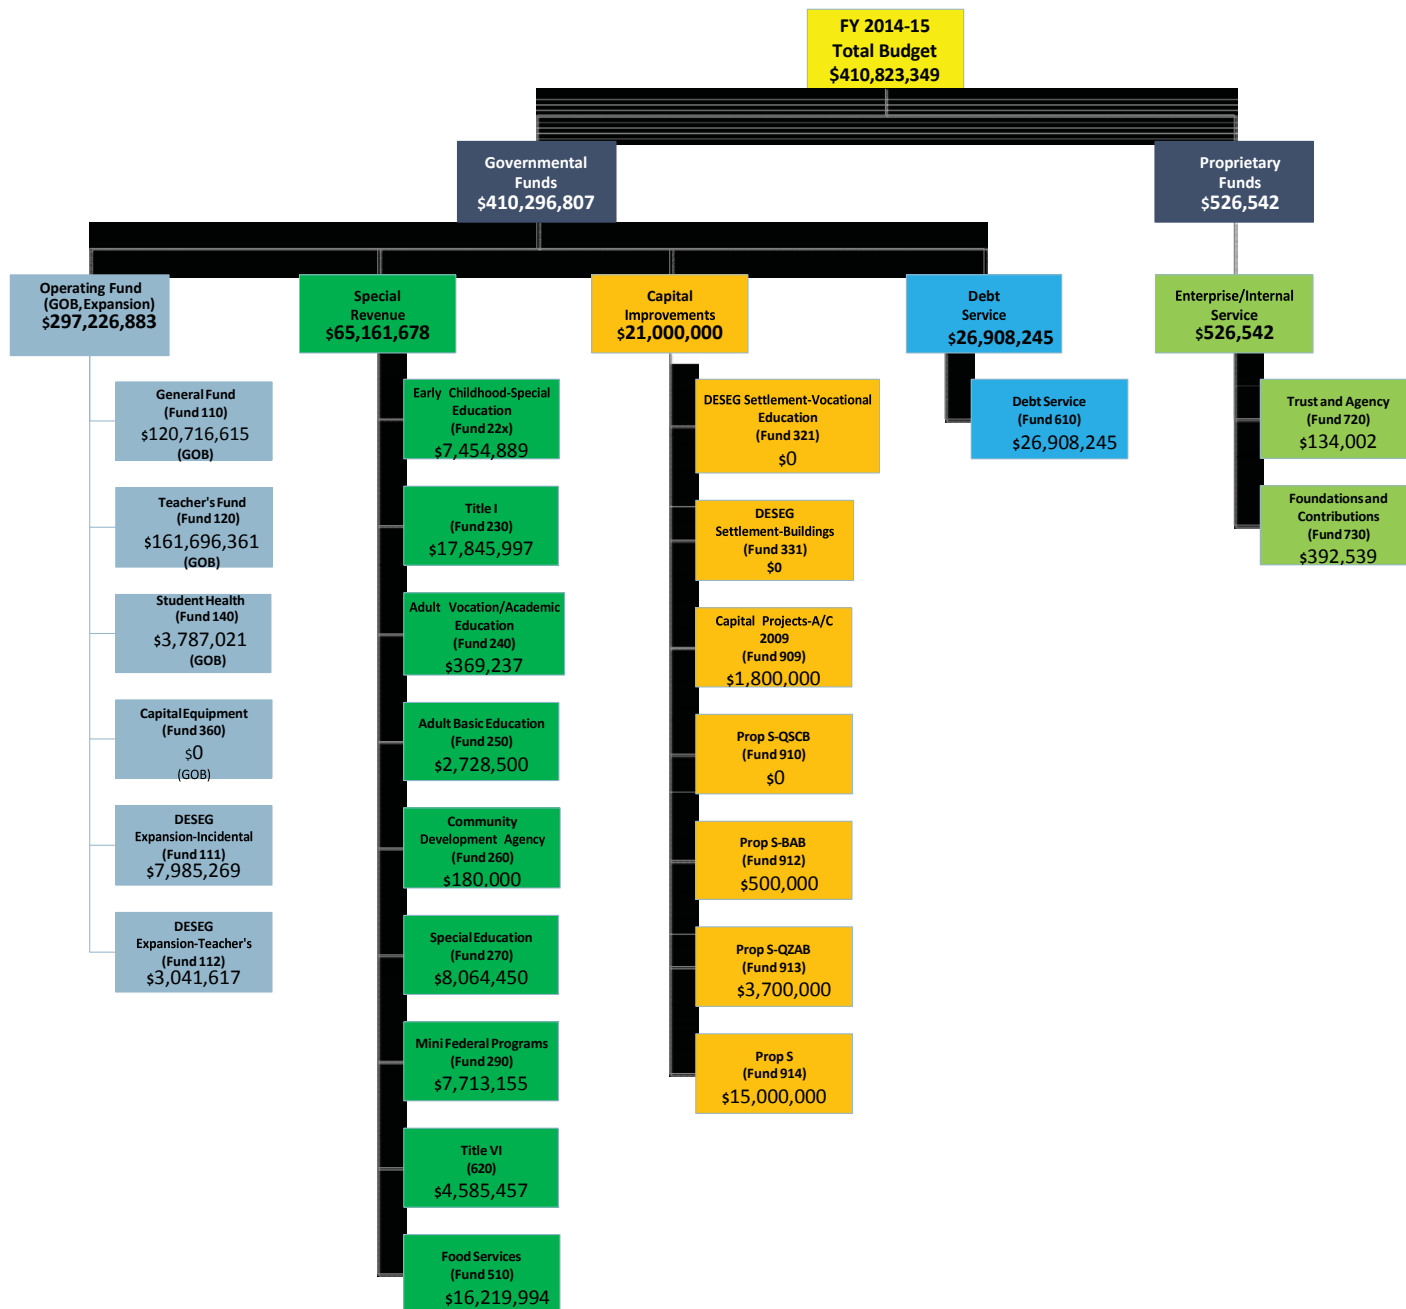 FY 2014-15
Total Budget
$410,823,349
Governmental
Funds
$410,296,807
Proprietary
Funds
$526,542
Operating Fund
(GOB,Expansion)
$297,226,883
Special
Revenue
$65,161,678
Capital
Improvements
$21,000,000
Debt
Service
$26,908,245
Enterprise/Internal
Service
$526,542
General Fund
(Fund 110)
$120,716,615
(GOB)
Teacher's Fund
(Fund 120)
$161,696,361
(GOB)
Student Health
(Fund 140)
$3,787,021
(GOB)
Capital Equipment
(Fund 360)
$0
(GOB)
DESEG
Expansion-Incidental
(Fund 111)
$7,985,269
DESEG
Expansion-Teacher's
(Fund 112)
$3,041,617
Early Childhood-Special
Education
(Fund 22x)
$7,454,889
Title I
(Fund 230)
$17,845,997
Adult Vocation/Academic
Education
(Fund 240)
$369,237
Adult Basic Education
(Fund 250)
$2,728,500
Community
Development Agency
(Fund 260)
$180,000
Special Education
(Fund 270)
$8,064,450
Mini Federal Programs
(Fund 290)
$7,713,155
Title VI
(620)
$4,585,457
Food Services
(Fund 510)
$16,219,994
DESEG Settlement-Vocational
Education
(Fund 321)
$0
DESEG
Settlement-Buildings
(Fund 331)
$0
Capital Projects-A/C
2009
(Fund 909)
$1,800,000
Prop S-QSCB
(Fund 910)
$0
Prop S-BAB
(Fund 912)
$500,000
Prop S-QZAB
(Fund 913)
$3,700,000
Prop S
(Fund 914)
$15,000,000
Debt Service
(Fund 610)
$26,908,245
Trust and Agency
(Fund 720)
$134,002
Foundations and
Contributions
(Fund 730)
$392,539